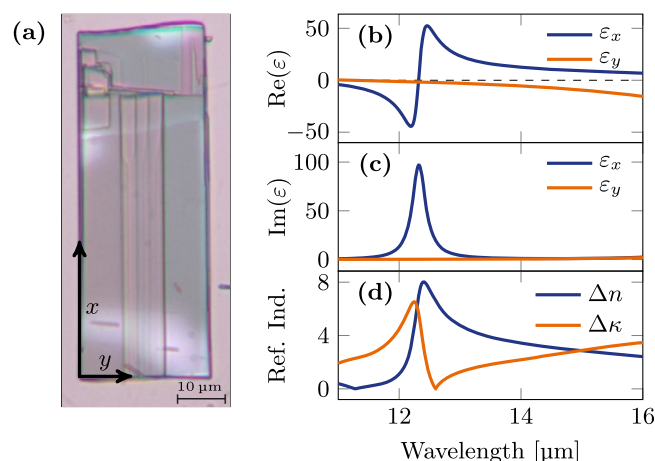 (a)
x
y
10 µm
(b)
Re(ε)
50
0
−50
εx
εy
(c)
Im(ε)
100
50
0
εx
εy
(d)
Ref. Ind.
8
4
0
Δn
Δκ
12
14
16
Wavelength [µm]